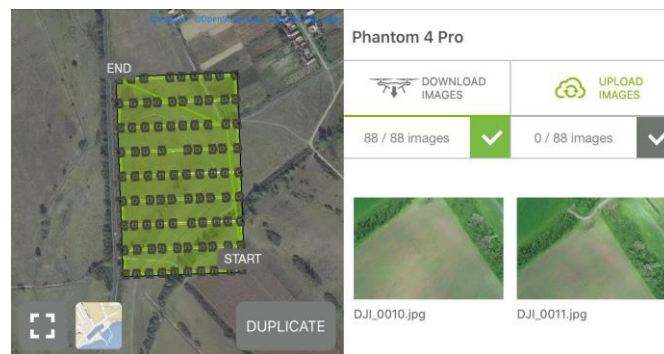 END
START
DUPLICATE
Phantom 4 Pro
DOWNLOAD
IMAGES
UPLOAD
IMAGES
88 / 88 images
0 / 88 images
DJI_0010.jpg
DJI_0011.jpg